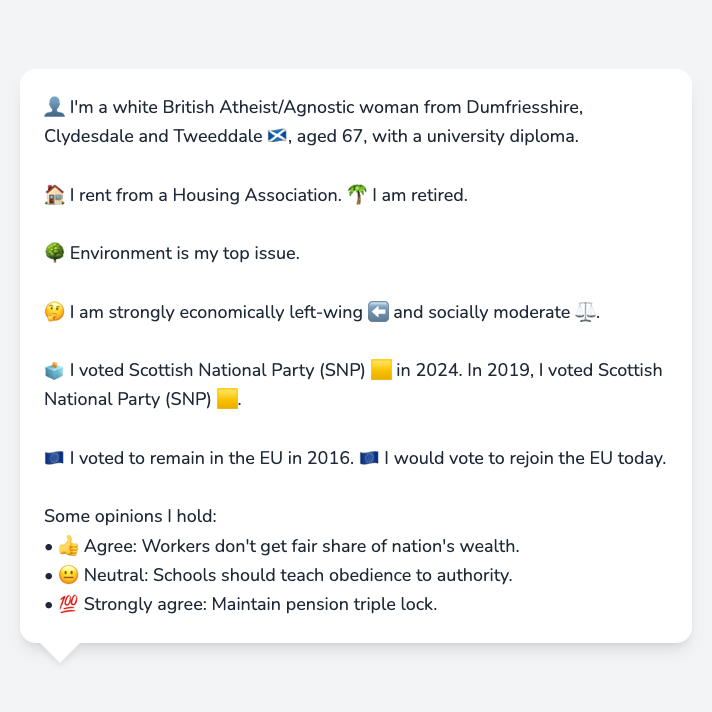 👤 I'm a white British Atheist/Agnostic woman from Dumfriesshire,
Clydesdale and Tweeddale 🏴󠁧󠁢󠁳󠁣󠁴󠁿, aged 67, with a university diploma.
🏠 I rent from a Housing Association. 🌴 I am retired.
🌳 Environment is my top issue.
🤔 I am strongly economically left-wing ⬅️ and socially moderate ⚖️.
🗳️ I voted Scottish National Party (SNP) 🟨 in 2024. In 2019, I voted Scottish
National Party (SNP) 🟨.
🇪🇺 I voted to remain in the EU in 2016. 🇪🇺 I would vote to rejoin the EU today.
Some opinions I hold:
• 👍 Agree: Workers don't get fair share of nation's wealth.
• 😐 Neutral: Schools should teach obedience to authority.
• 💯 Strongly agree: Maintain pension triple lock.